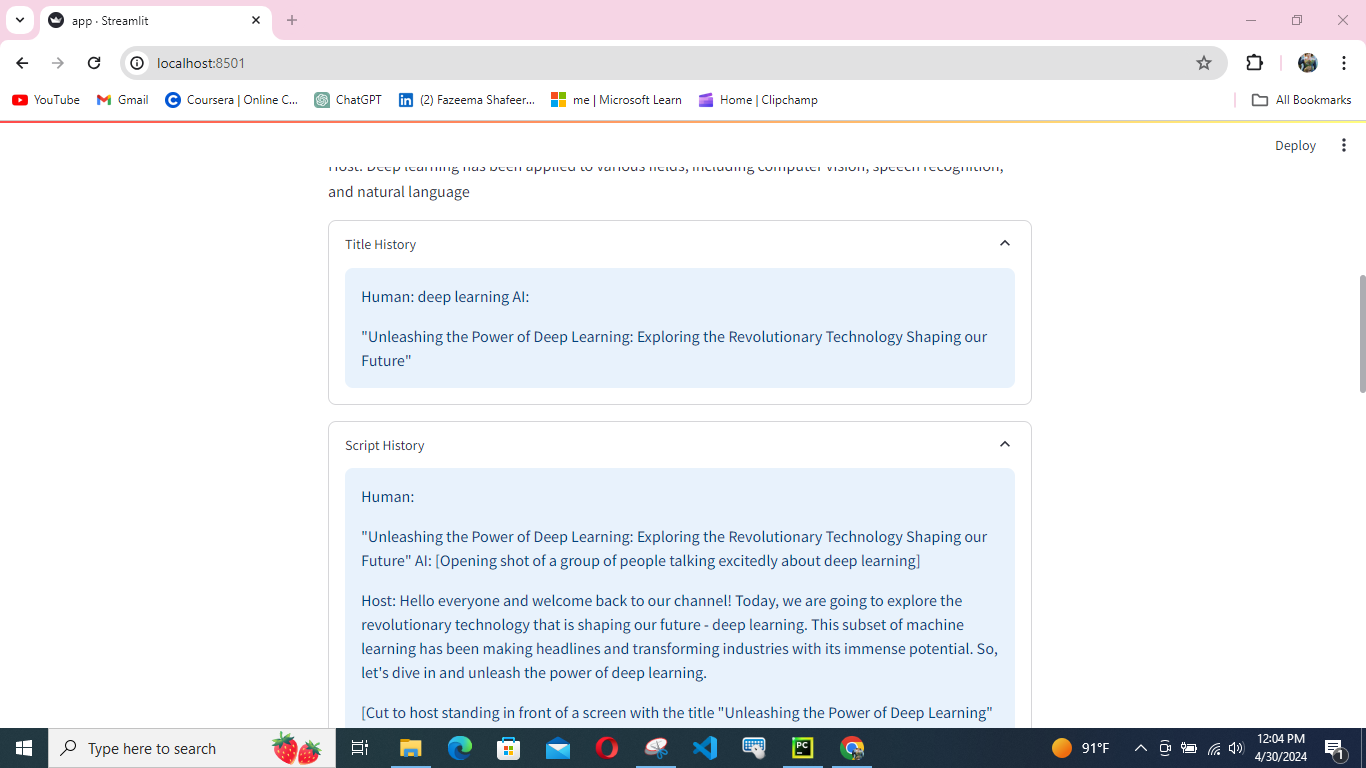 app · Streamlit
localhost:8501
YouTube
Gmail
Coursera | Online C...
ChatGPT
(2) Fazeema Shafeer...
me | Microsoft Learn
Home | Clipchamp
All Bookmarks
Deploy
Host: Deep learning has been applied to various fields, including computer vision, speech recognition,
and natural language
Title History
Human: deep learning AI:
"Unleashing the Power of Deep Learning: Exploring the Revolutionary Technology Shaping our
Future"
Script History
Human:
"Unleashing the Power of Deep Learning: Exploring the Revolutionary Technology Shaping our
Future" AI: [Opening shot of a group of people talking excitedly about deep learning]
Host: Hello everyone and welcome back to our channel! Today, we are going to explore the
revolutionary technology that is shaping our future - deep learning. This subset of machine
learning has been making headlines and transforming industries with its immense potential. So,
let's dive in and unleash the power of deep learning.
[Cut to host standing in front of a screen with the title "Unleashing the Power of Deep Learning"
Type here to search
PC
91°F
12:04 PM
4/30/2024
1